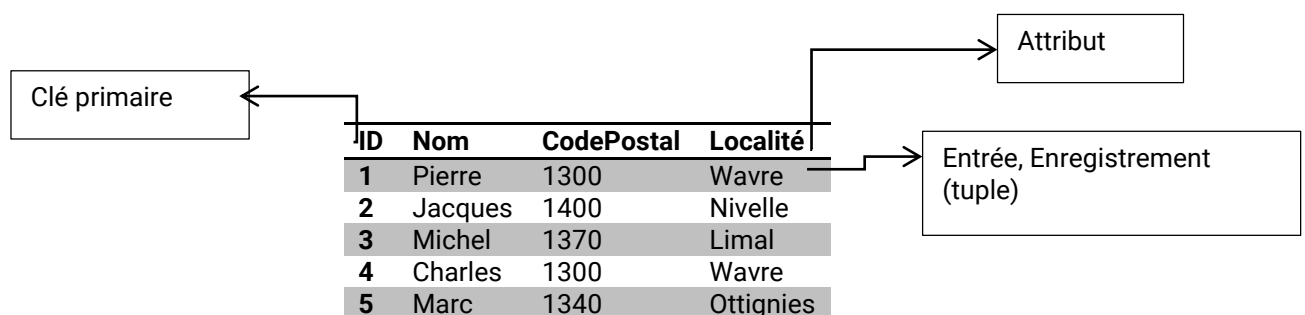 Attribut
Clé primaire
ID Nom CodePostal Localité
Entrée, Enregistrement
(tuple)
1 Pierre 1300 Wavre
2 Jacques 1400 Nivelle
3 Michel 1370 Limal
4 Charles 1300 Wavre
5 Marc 1340 Ottignies